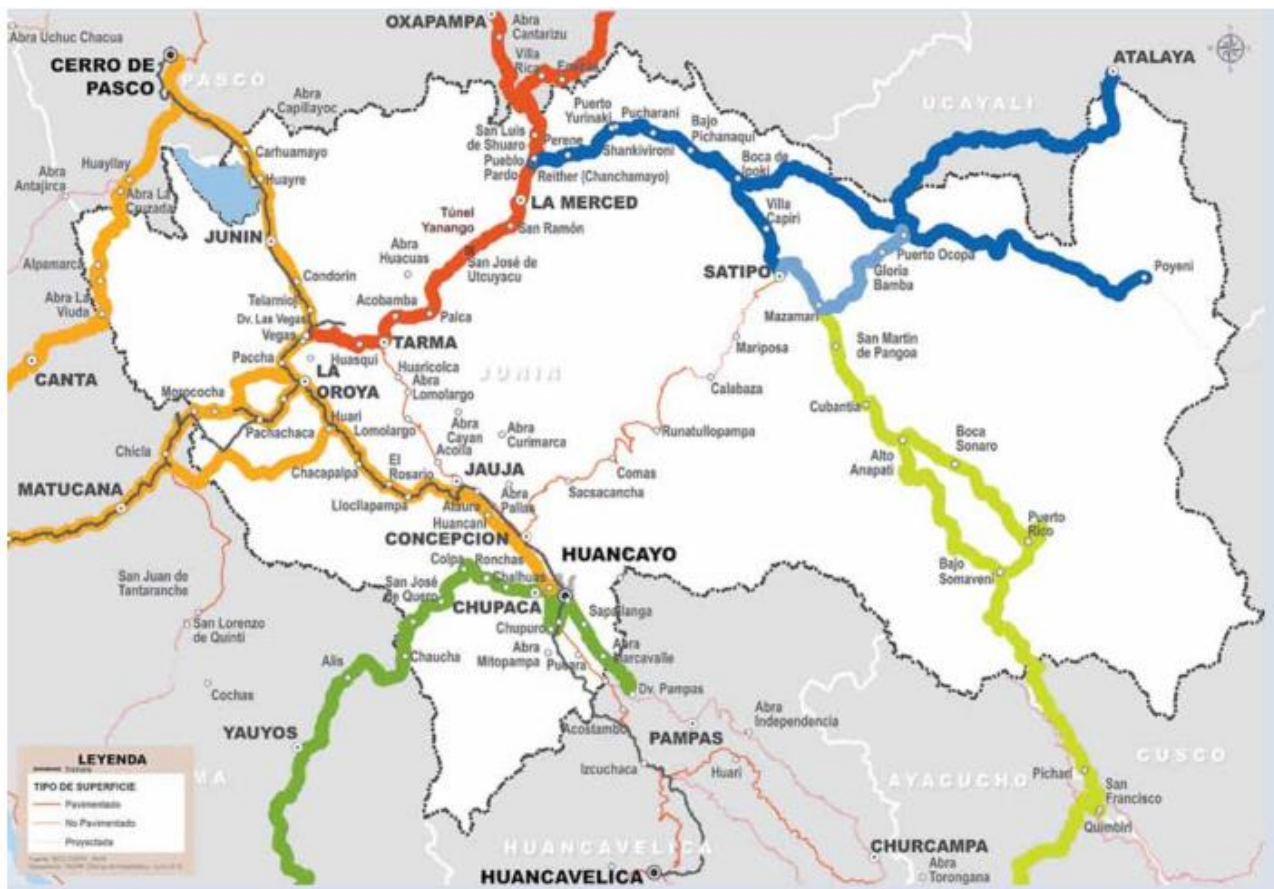 Abra Uchuc Chacua
CERRO DE
PASCO
PASCO
OXAPAMPA
Abra
Cantarizu
Villa
Rica
ATALAYA
UCAYALI
Abra
Capillayoc
Carhuamayo
Huayre
Huayllay
Abra
Antajirca
Abra La
Cruzada
JUNIN
Alpamarca
Abra La
Viuda
CANTA
Condorin
Dv. Las Vegas
Vegas
Paccha
San Luis
de Shuaro
Perene
Pueblo
Pardo
Reither (Chanchamayo)
Puerto
Yurinaki
Pucharani
Shankivironi
Bajo
Pichanaqui
Boca de
Ipoki
Villa
Capiri
LA MERCED
Túnel
Yanango
San Ramón
San José de
Utcuyacu
Abra
Huacuas
Acobamba
Palca
TARMA
Huasqui
SATIPO
Mazamari
Gloria
Bamba
Puerto Ocopa
Poyeni
JUNIN
LA
OROYA
Morococha
Pachachaca
Huari
Lomolargo
Huaricolca
Abra
Lomolargo
Abra
Cayan
Acolla
Abra
Curimarca
Mariposa
Calabaza
Runatullopampa
Comas
Sacsacancha
San Martin
de Pangoa
Cubantia
Alto
Anapati
Boca
Sonaro
Puerto
Rico
Bajo
Somaveni
Chicla
MATUCANA
Chacapalpa
El
Rosario
Llocllapampa
JAUJA
Abra
Pallas
Ataura
Huancani
CONCEPCION
HUANCAYO
Colpa
Ronchas
Chalhuas
San José
de Quero
CHUPACA
Chupuro
Sapallanga
Abra
Mitopampa
Pucara
Abra
Marcavalle
Dv. Pampas
San Juan de
Tantaranche
San Lorenzo
de Quinti
Cochas
Alis
Chaucha
YAUYOS
Acostambo
PAMPAS
Abra
Independencia
Izcuchaca
Huari
HUANCAVELICA
HUANCAVELICA
AYACUCHO
CHURCAMPA
Abra
Torongana
CUSCO
Pichari
San
Francisco
Quimbiri
LEYENDA
TIPO DE SUPERFICIE
Pavimentado
No Pavimentado
Proyectada